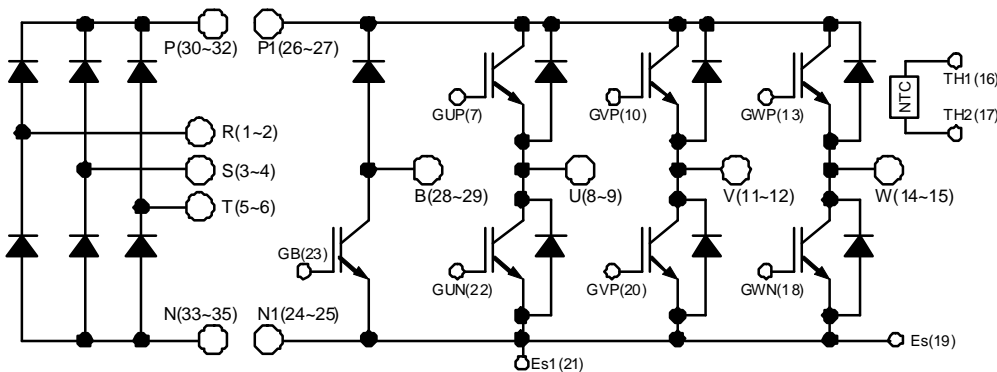 P(30~32)
P1(26~27)
TH1(16)
NTC
GUP(7)
GVP(10)
GWP(13)
TH2(17)
R(1~2)
S(3~4)
T(5~6)
B(28~29)
U(8~9)
V(11~12)
W(14~15)
GB(23)
GUN(22)
GVP(20)
GWN(18)
N(33~35)
N1(24~25)
Es(19)
Es1(21)